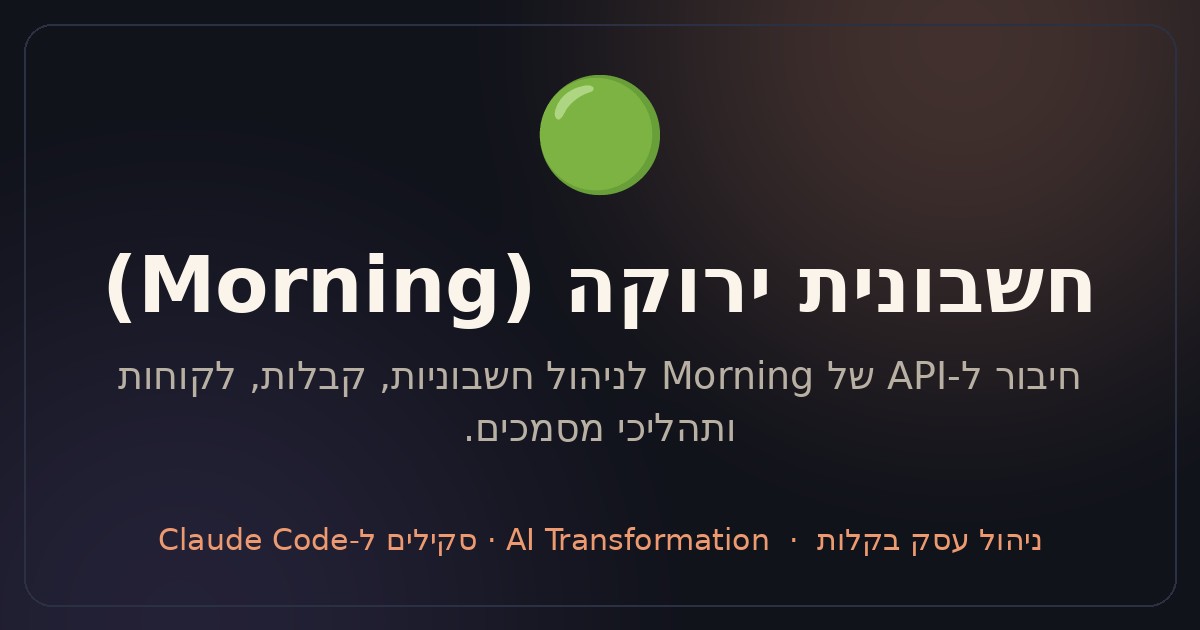 חשבונית ירוקה (Morning)
חיבור ל-API של Morning לניהול חשבוניות, קבלות, לקוחות
ותהליכי מסמכים.
ניהול עסק בקלות · AI Transformation · סקילים ל-Claude Code